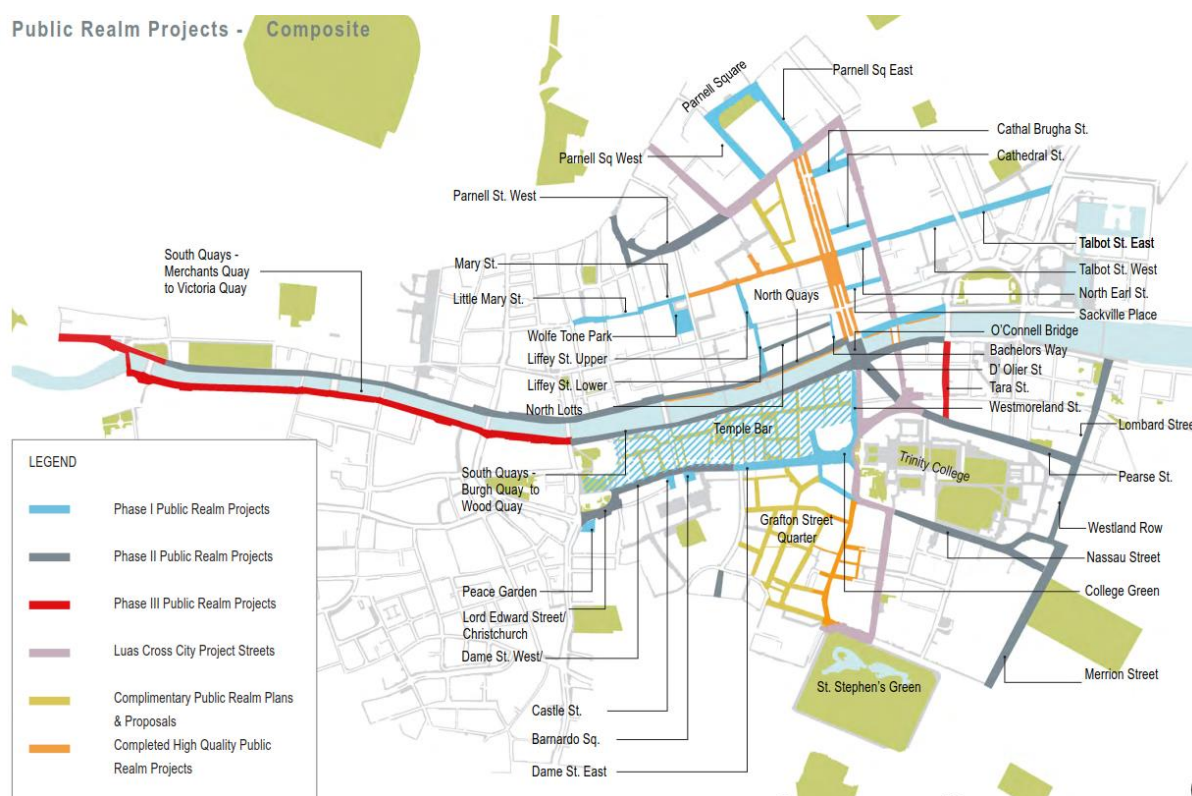 Public Realm Projects - Composite
Parnell Square
Parnell Sq East
Parnell Sq West
Cathal Brugha St.
Cathedral St.
Parnell St. West
South Quays -
Merchants Quay
to Victoria Quay
Mary St.
Little Mary St.
North Quays
Talbot St. East
Talbot St. West
North Earl St.
Sackville Place
Wolfe Tone Park
Liffey St. Upper
Liffey St. Lower
North Lotts
O'Connell Bridge
Bachelors Way
D' Olier St
Tara St.
Westmoreland St.
Lombard Stree
Temple Bar
Trinity College
Pearse St.
South Quays -
Burgh Quay to
Wood Quay
Grafton Street
Quarter
Westland Row
Nassau Street
College Green
Peace Garden
Lord Edward Street/
Christchurch
Dame St. West/
Merrion Street
St. Stephen's Green
Castle St.
Barnardo Sq.
Dame St. East
LEGEND
Phase I Public Realm Projects
Phase II Public Realm Projects
Phase III Public Realm Projects
Luas Cross City Project Streets
Complimentary Public Realm Plans
& Proposals
Completed High Quality Public
Realm Projects